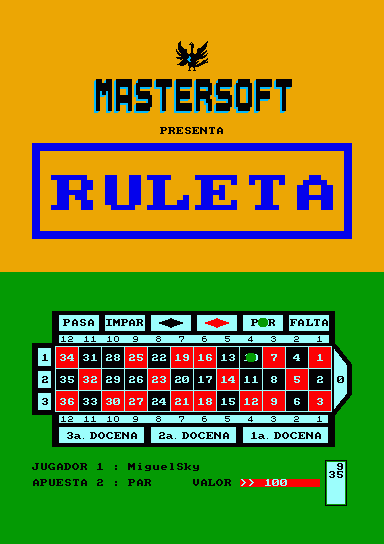 MASTERSOFT
PRESENTA
RULETA
PASA IMPAR PAR FALTA
12 11 10 9 8 7 6 5 4 3 2 1
1 34 31 28 25 22 19 16 13 10 7 4 1
2 35 32 29 26 23 20 17 14 11 8 5 2 0
3 36 33 30 27 24 21 18 15 12 9 6 3
12 11 10 9 8 7 6 5 4 3 2 1
3a. DOCENA 2a. DOCENA 1a. DOCENA
JUGADOR 1 : MiguelSky 9
35
APUESTA 2 : PAR VALOR >> 100